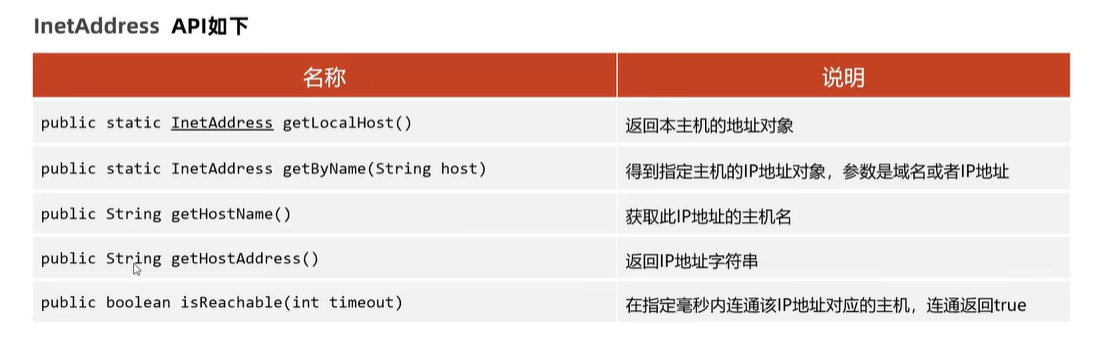 InetAddress API如下
名称 说明
public static InetAddress getLocalHost() 返回本主机的地址对象
public static InetAddress getByName(String host) 得到指定主机的IP地址对象，参数是域名或者IP地址
public String getHostName() 获取此IP地址的主机名
public String getHostAddress() 返回IP地址字符串
public boolean isReachable(int timeout) 在指定毫秒内连通该IP地址对应的主机，连通返回true